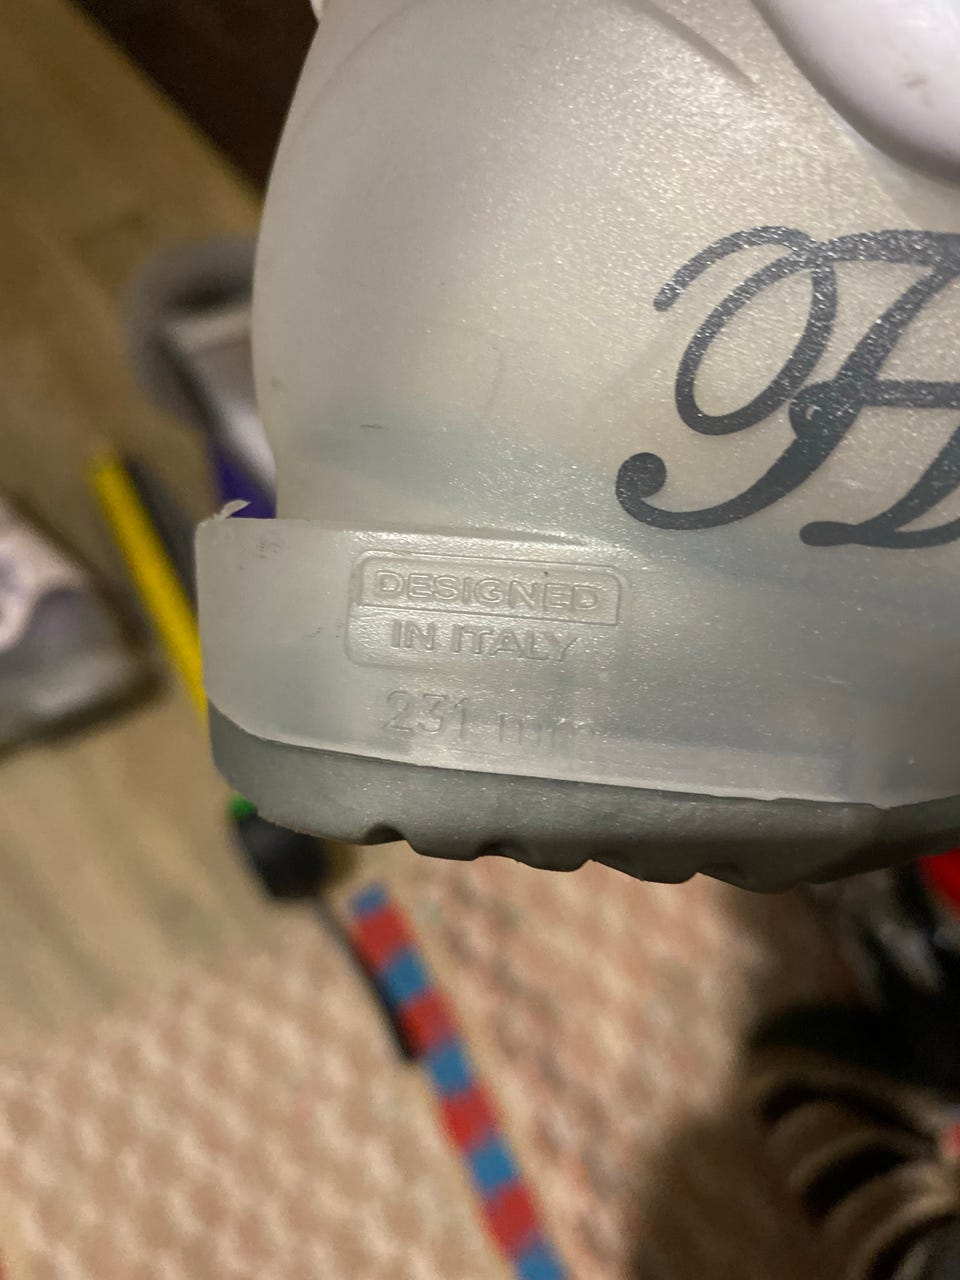 H
DESIGNED
IN ITALY
231 mm